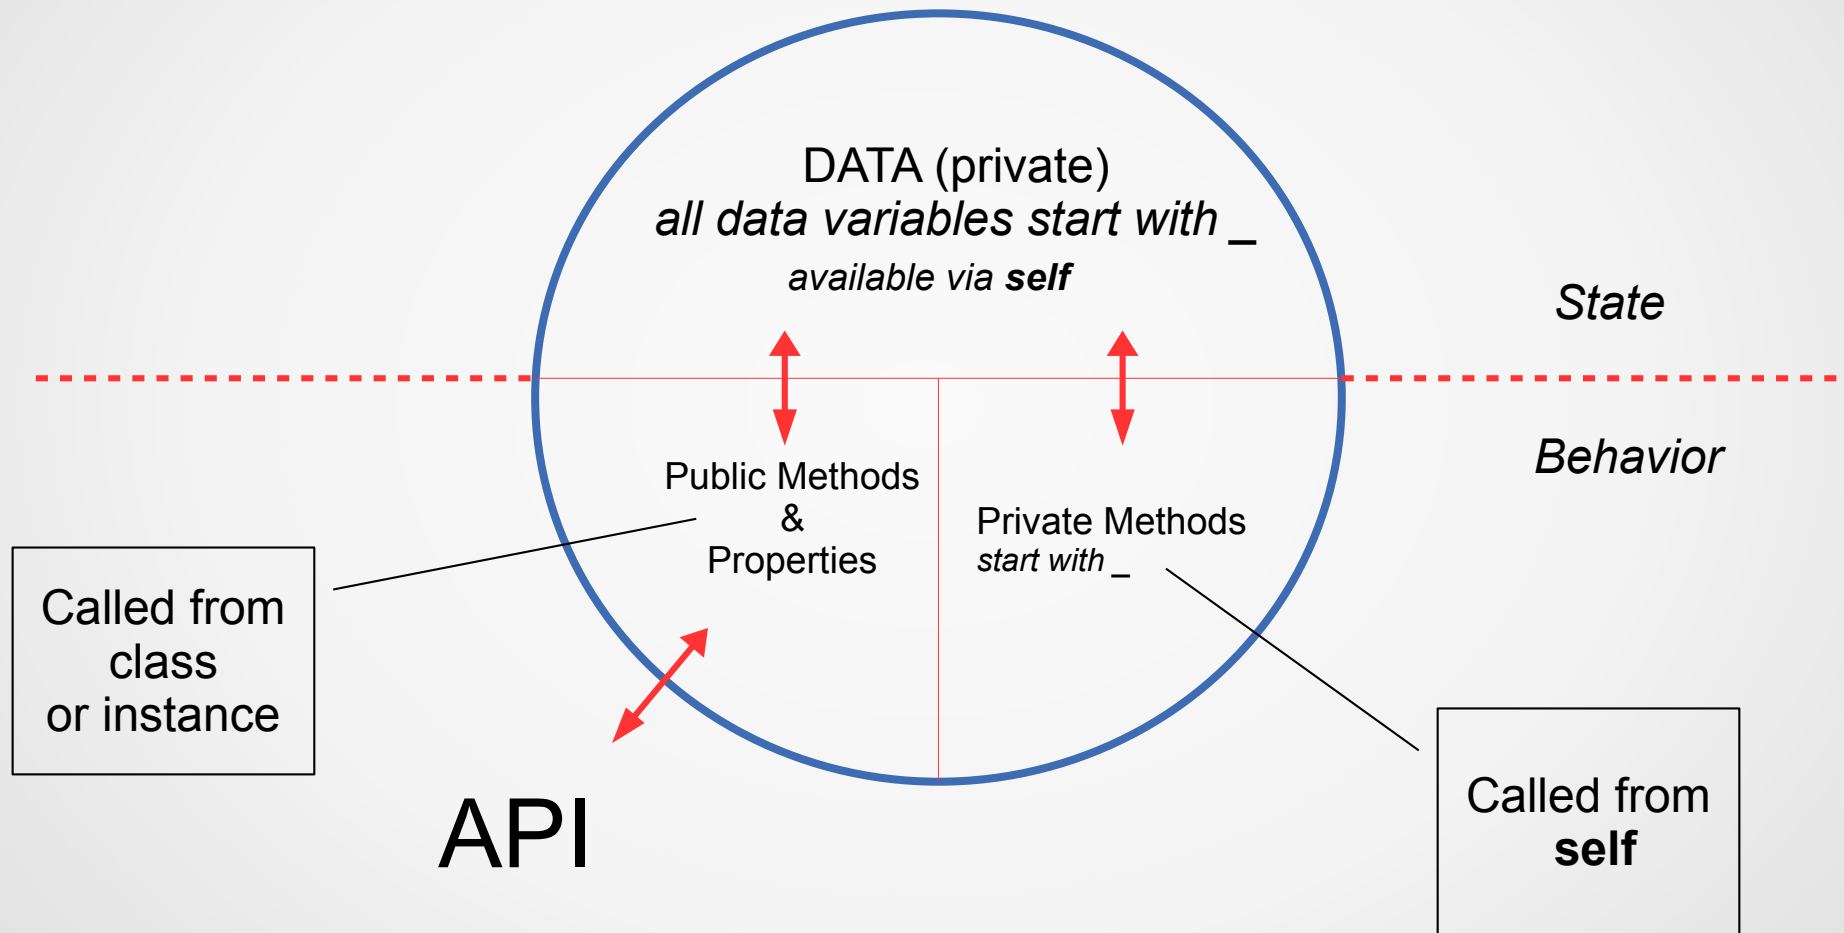 DATA (private)
all data variables start with _
available via self
State
Behavior
Public Methods
&
Properties
Private Methods
start with _
Called from
class
or instance
API
Called from
self